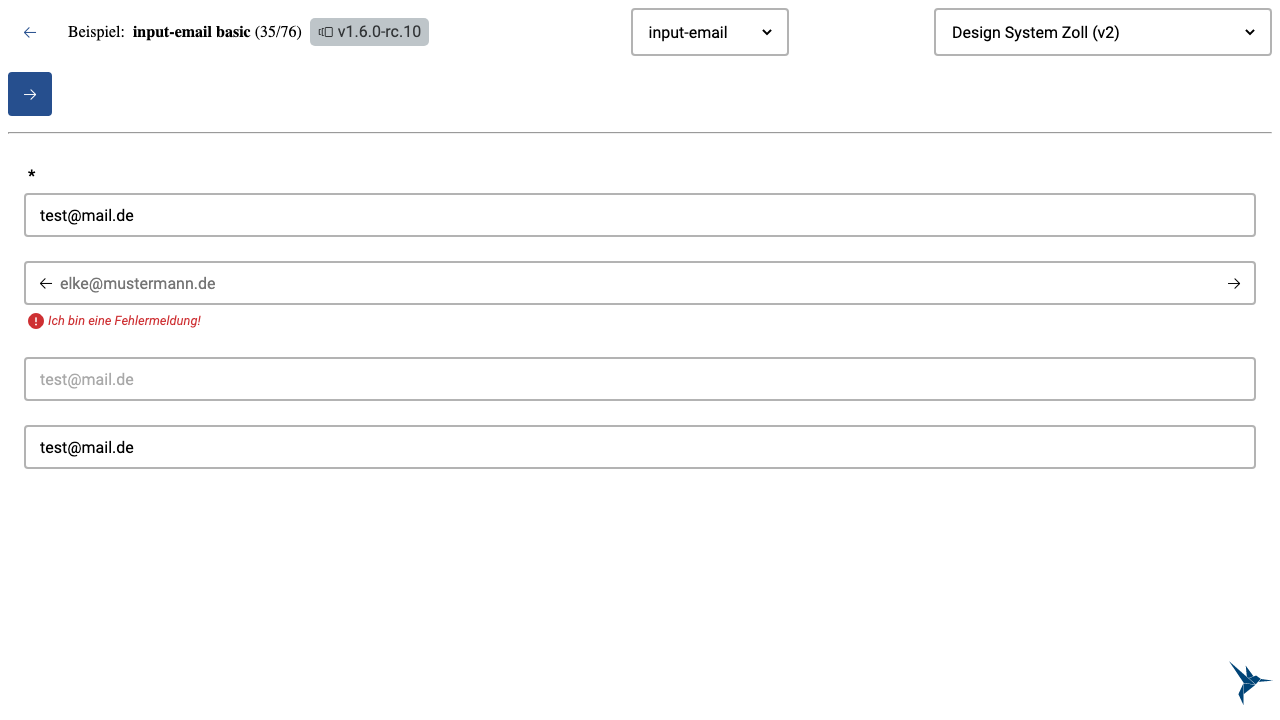 Beispiel: input-email basic (35/76) v1.6.0-rc.10 input-email Design System Zoll (v2)
*
test@mail.de
elke@mustermann.de
Ich bin eine Fehlermeldung!
test@mail.de
test@mail.de